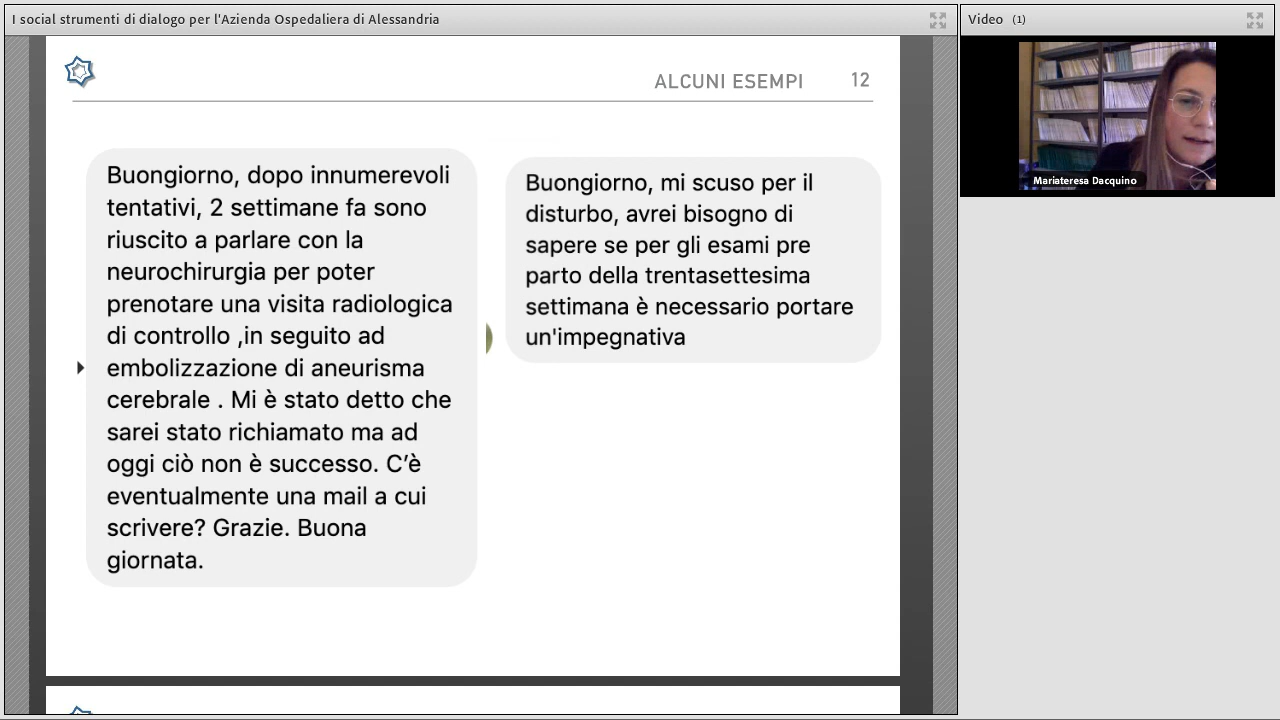 I social strumenti di dialogo per l'Azienda Ospedaliera di Alessandria
Video (1)
ALCUNI ESEMPI 12
Buongiorno, dopo innumerevoli
tentativi, 2 settimane fa sono
riuscito a parlare con la
neurochirurgia per poter
prenotare una visita radiologica
di controllo ,in seguito ad
embolizzazione di aneurisma
cerebrale . Mi è stato detto che
sarei stato richiamato ma ad
oggi ciò non è successo. C'è
eventualmente una mail a cui
scrivere? Grazie. Buona
giornata.
Buongiorno, mi scuso per il
disturbo, avrei bisogno di
sapere se per gli esami pre
parto della trentasettesima
settimana è necessario portare
un'impegnativa
Mariateresa Dacquino